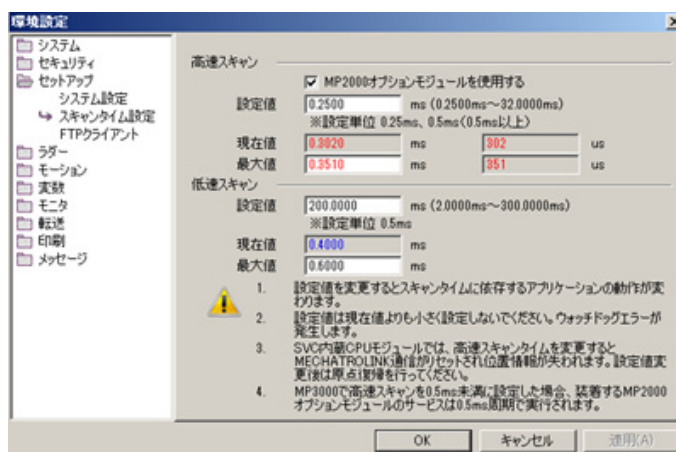 環境設定
システム
セキュリティ
セットアップ
システム設定
スキャンタイム設定
FTPクライアント
ラダー
モーション
変数
モニタ
転送
印刷
メッセージ
高速スキャン
MP2000オプションモジュールを使用する
設定値 0.2500 ms (0.2500ms～32.0000ms)
※設定単位 0.25ms、0.5ms(0.5ms以上)
現在値 0.3020 ms 302 us
最大値 0.3510 ms 351 us
低速スキャン
設定値 200.0000 ms (2.0000ms～300.0000ms)
※設定単位 0.5ms
現在値 0.4000 ms
最大値 0.6000 ms
1. 設定値を変更するとスキャンタイムに依存するアプリケーションの動作が変
わります。
2. 設定値は現在値よりも小さく設定しないでください。ウォッチドッグエラーが
発生します。
3. SVC内蔵CPUモジュールでは、高速スキャンタイムを変更すると
MECHATROLINK通信がリセットされ位置情報が失われます。設定値変
更後は原点復帰を行ってください。
4. MP3000で高速スキャンを0.5ms未満に設定した場合、装着するMP2000
オプションモジュールのサービスは0.5ms周期で実行されます。
OK キャンセル 適用(A)